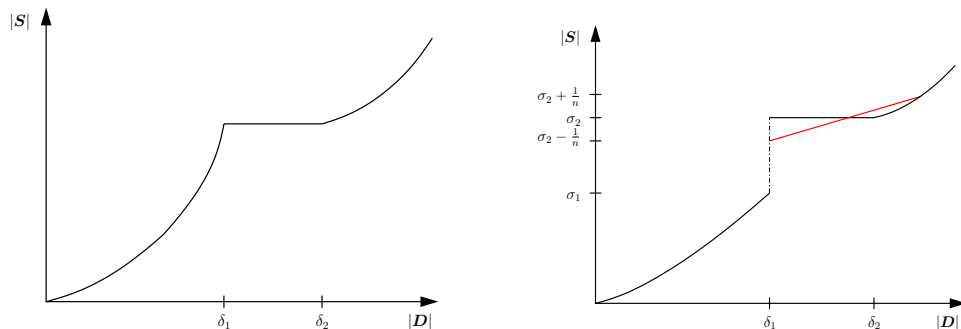 |S|
δ₁
δ₂
|D|
|S|
σ₂ + 1/n
σ₂
σ₂ − 1/n
σ₁
δ₁
δ₂
|D|